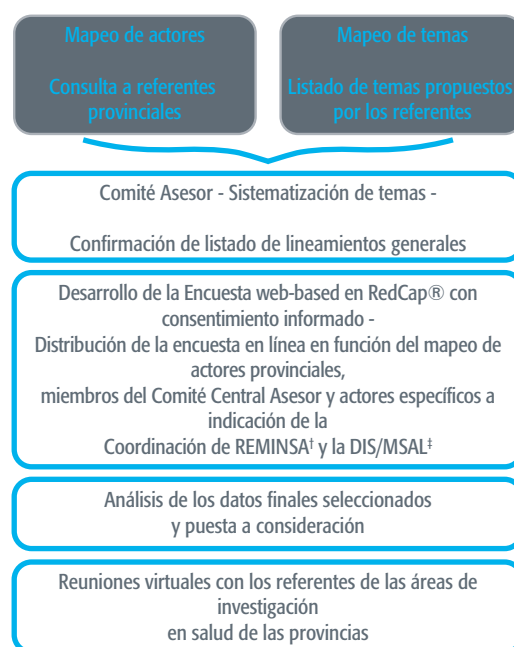 Mapeo de actores
Consulta a referentes
provinciales
Mapeo de temas
Listado de temas propuestos
por los referentes
Comité Asesor - Sistematización de temas -
Confirmación de listado de lineamientos generales
Desarrollo de la Encuesta web-based en RedCap® con
consentimiento informado -
Distribución de la encuesta en línea en función del mapeo de
actores provinciales,
miembros del Comité Central Asesor y actores específicos a
indicación de la
Coordinación de REMINSA† y la DIS/MSAL‡
Análisis de los datos finales seleccionados
y puesta a consideración
Reuniones virtuales con los referentes de las áreas de
investigación
en salud de las provincias